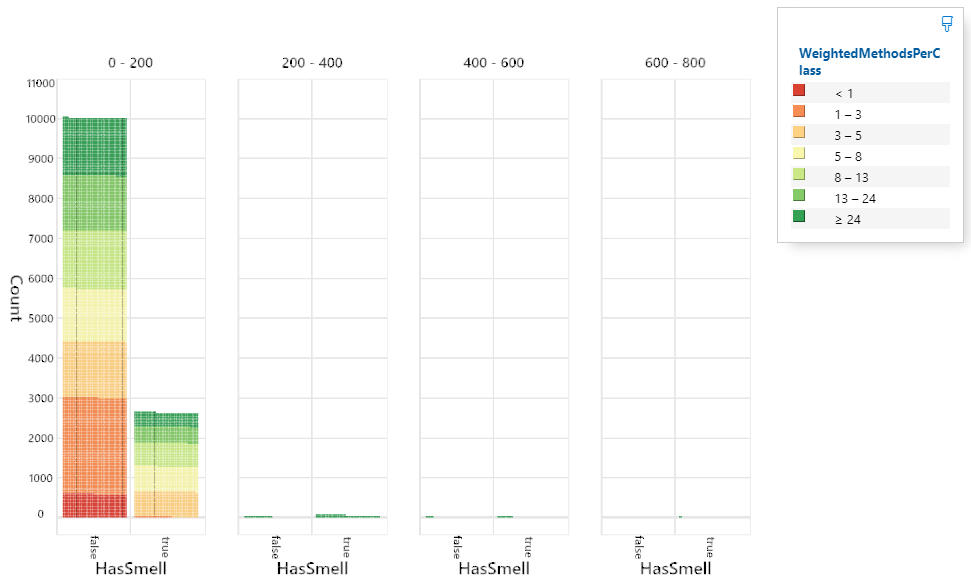 WeightedMethodsPerC
lass
< 1
1 – 3
3 – 5
5 – 8
8 – 13
13 – 24
≥ 24
0 - 200
200 - 400
400 - 600
600 - 800
11000
10000
9000
8000
7000
6000
5000
4000
3000
2000
1000
0
Count
false
true
false
true
false
true
false
true
HasSmell
HasSmell
HasSmell
HasSmell